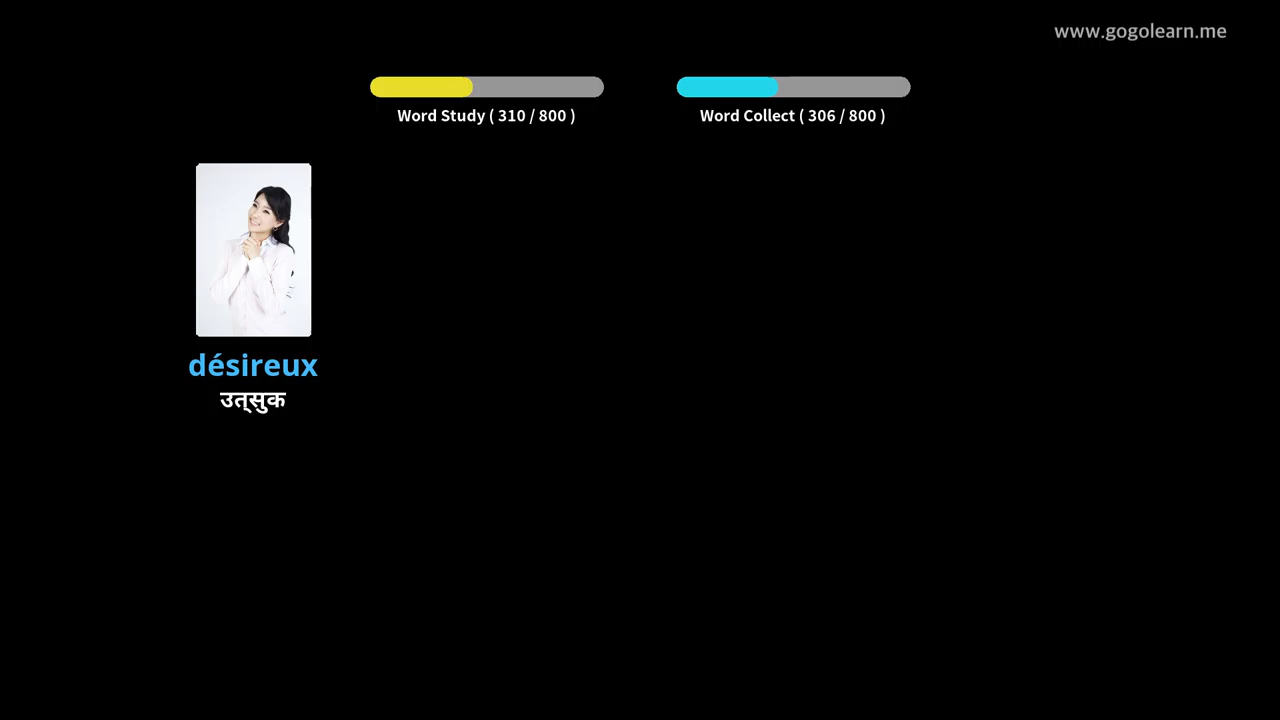 www.gogolearn.me
Word Study ( 310 / 800 )
Word Collect ( 306 / 800 )
désireux
उत्सुक